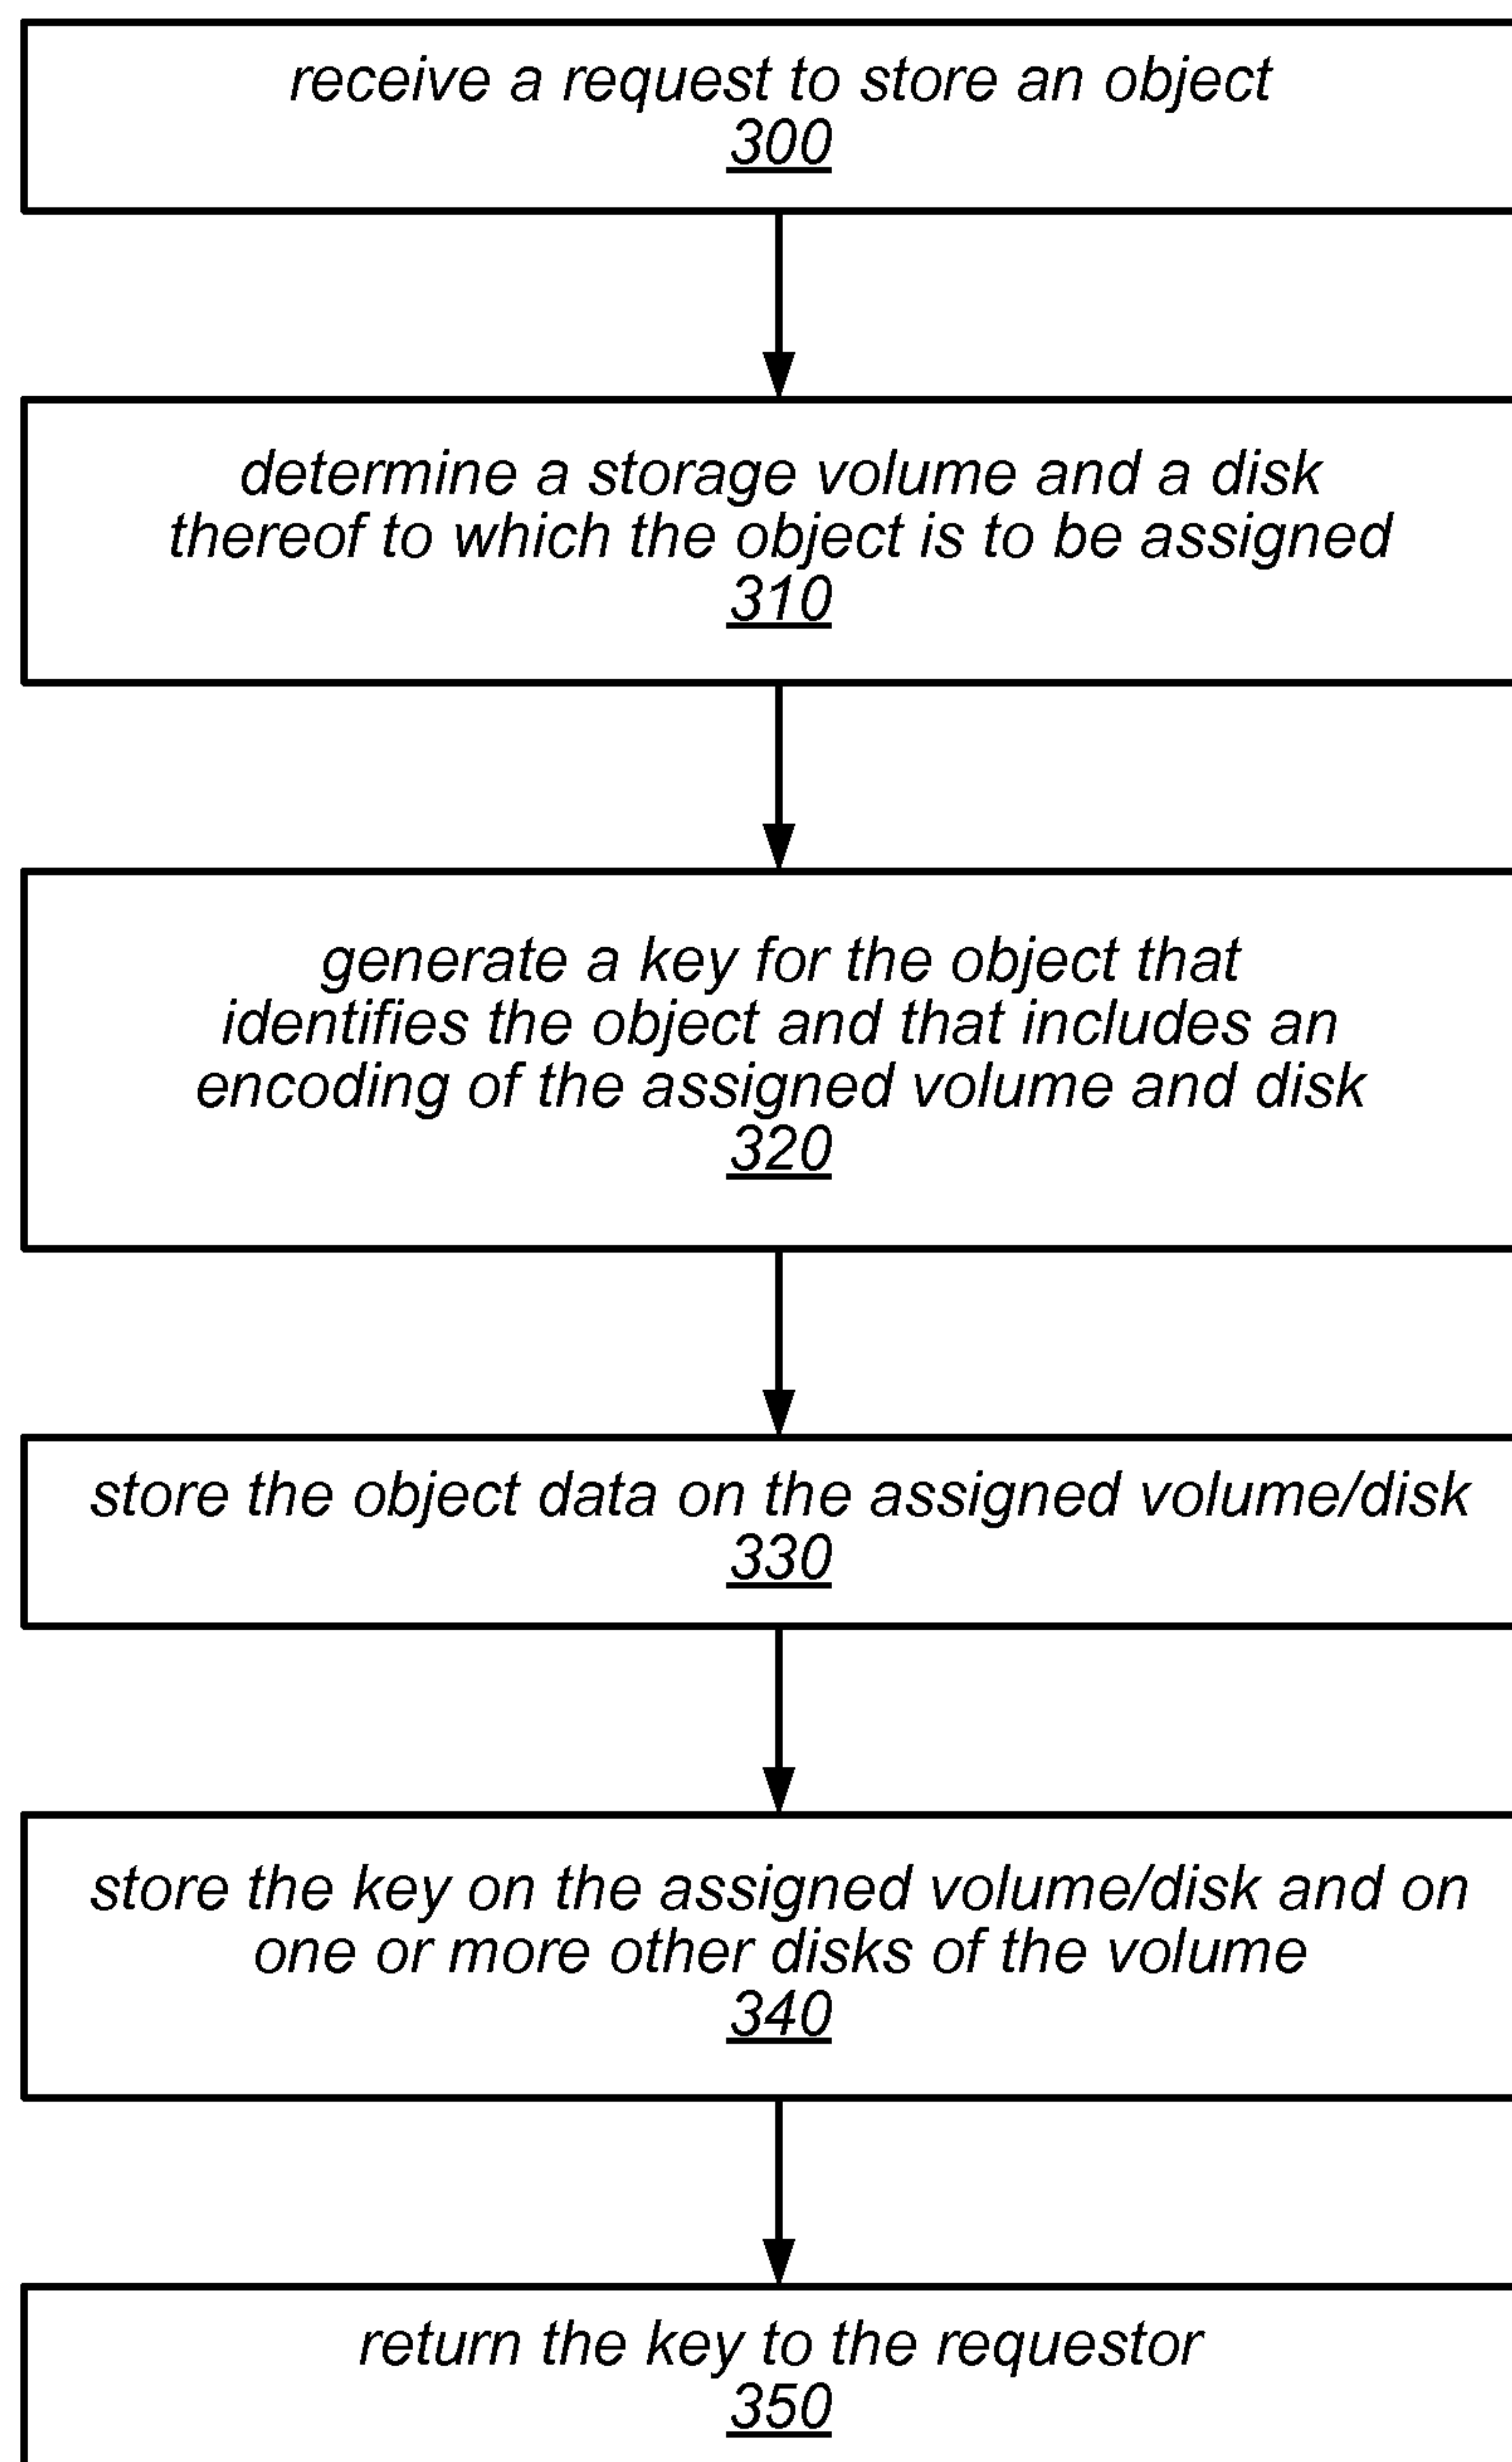 receive a request to store an object
300
determine a storage volume and a disk
thereof to which the object is to be assigned
310
generate a key for the object that
identifies the object and that includes an
encoding of the assigned volume and disk
320
store the object data on the assigned volume/disk
330
store the key on the assigned volume/disk and on
one or more other disks of the volume
340
return the key to the requestor
350